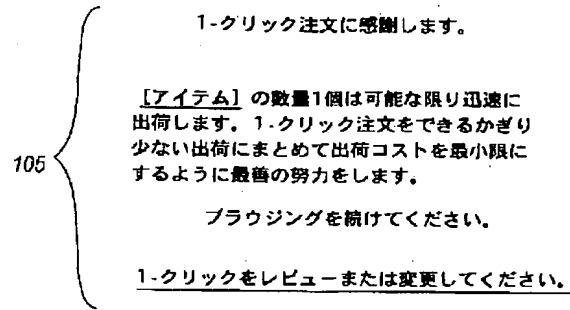 1-クリック注文に感謝します。
[アイテム] の数量1個は可能な限り迅速に
出荷します。1-クリック注文をできるかぎり
少ない出荷にまとめて出荷コストを最小限に
するように最善の努力をします。
105
ブラウジングを続けてください。
1-クリックをレビューまたは変更してください。